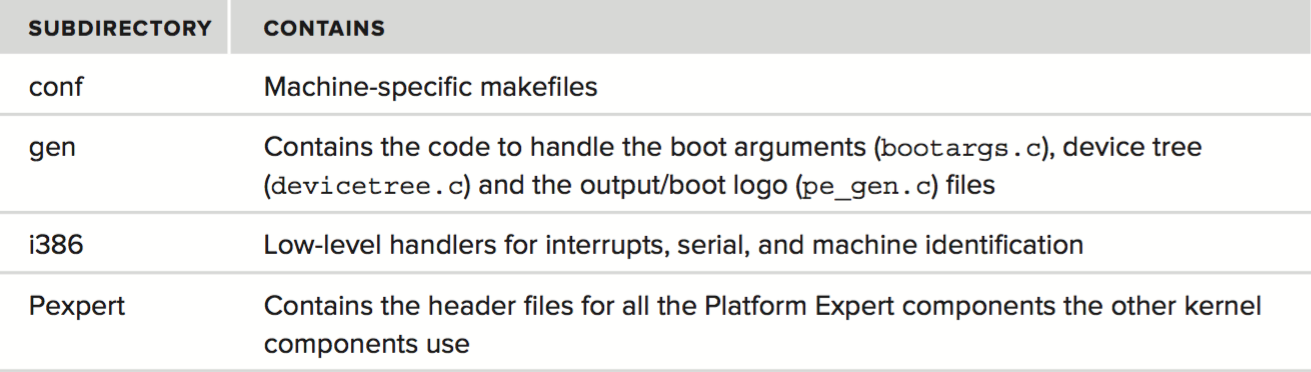 SUBDIRECTORY CONTAINS
conf Machine-specific makefiles
gen Contains the code to handle the boot arguments (bootargs.c), device tree
(devicetree.c) and the output/boot logo (pe_gen.c) files
i386 Low-level handlers for interrupts, serial, and machine identification
Pexpert Contains the header files for all the Platform Expert components the other kernel
components use